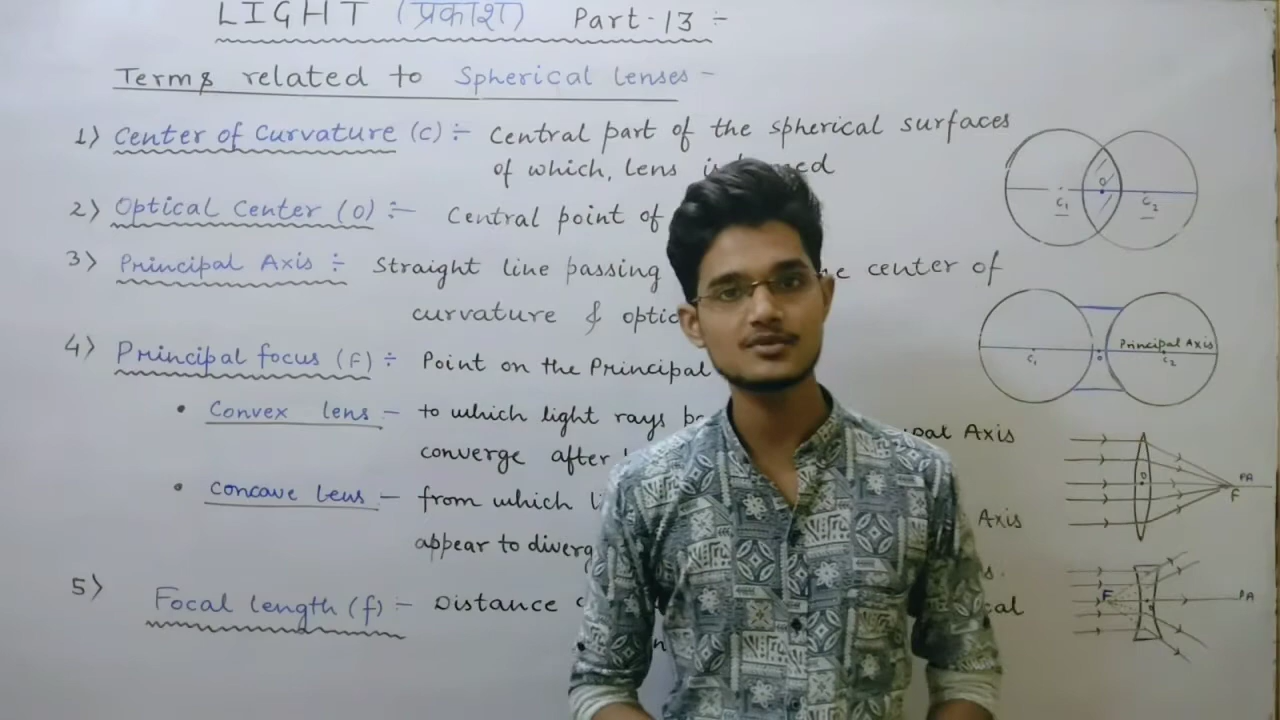 LIGHT (प्रकाश) Part-13 :-
Terms related to Spherical lenses -
1) Center of Curvature (C) :- Central part of the spherical surfaces
of which, Lens
2) Optical Center (O) :- Central point of
3) Principal Axis :- Straight line passing center of
curvature &
4) Principal focus (F) :- Point on the Principal
• Convex lens - to which light rays Axis
converge after
• Concave Lens - from which Axis
appear to
5) Focal length (f) :- Distance
C₁ O C₂
C₁ O Principal Axis C₂
O F PA
F PA